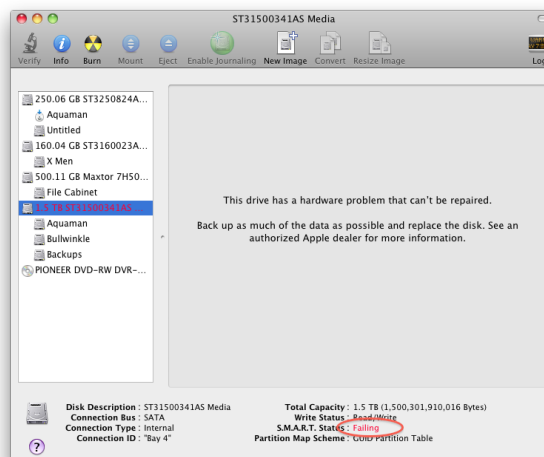 ST31500341AS Media
Verify Info Burn Mount Eject Enable Journaling New Image Convert Resize Image Log
250.06 GB ST3250824A...
Aquaman
Untitled
160.04 GB ST3160023A...
X Men
500.11 GB Maxtor 7H50...
File Cabinet
1.5 TB ST31500341AS ...
Aquaman
Bullwinkle
Backups
PIONEER DVD-RW DVR-...
This drive has a hardware problem that can't be repaired.
Back up as much of the data as possible and replace the disk. See an
authorized Apple dealer for more information.
Disk Description : ST31500341AS Media
Connection Bus : SATA
Connection Type : Internal
Connection ID : "Bay 4"
Total Capacity : 1.5 TB (1,500,301,910,016 Bytes)
Write Status : Read/Write
S.M.A.R.T. Status : Failing
Partition Map Scheme : GUID Partition Table
?